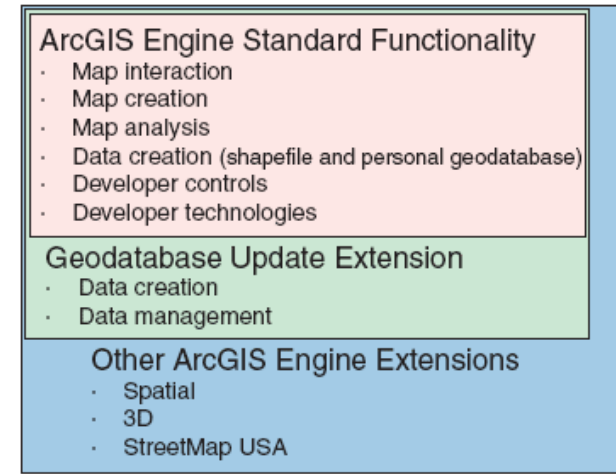 ArcGIS Engine Standard Functionality
· Map interaction
· Map creation
· Map analysis
· Data creation (shapefile and personal geodatabase)
· Developer controls
· Developer technologies
Geodatabase Update Extension
· Data creation
· Data management
Other ArcGIS Engine Extensions
· Spatial
· 3D
· StreetMap USA